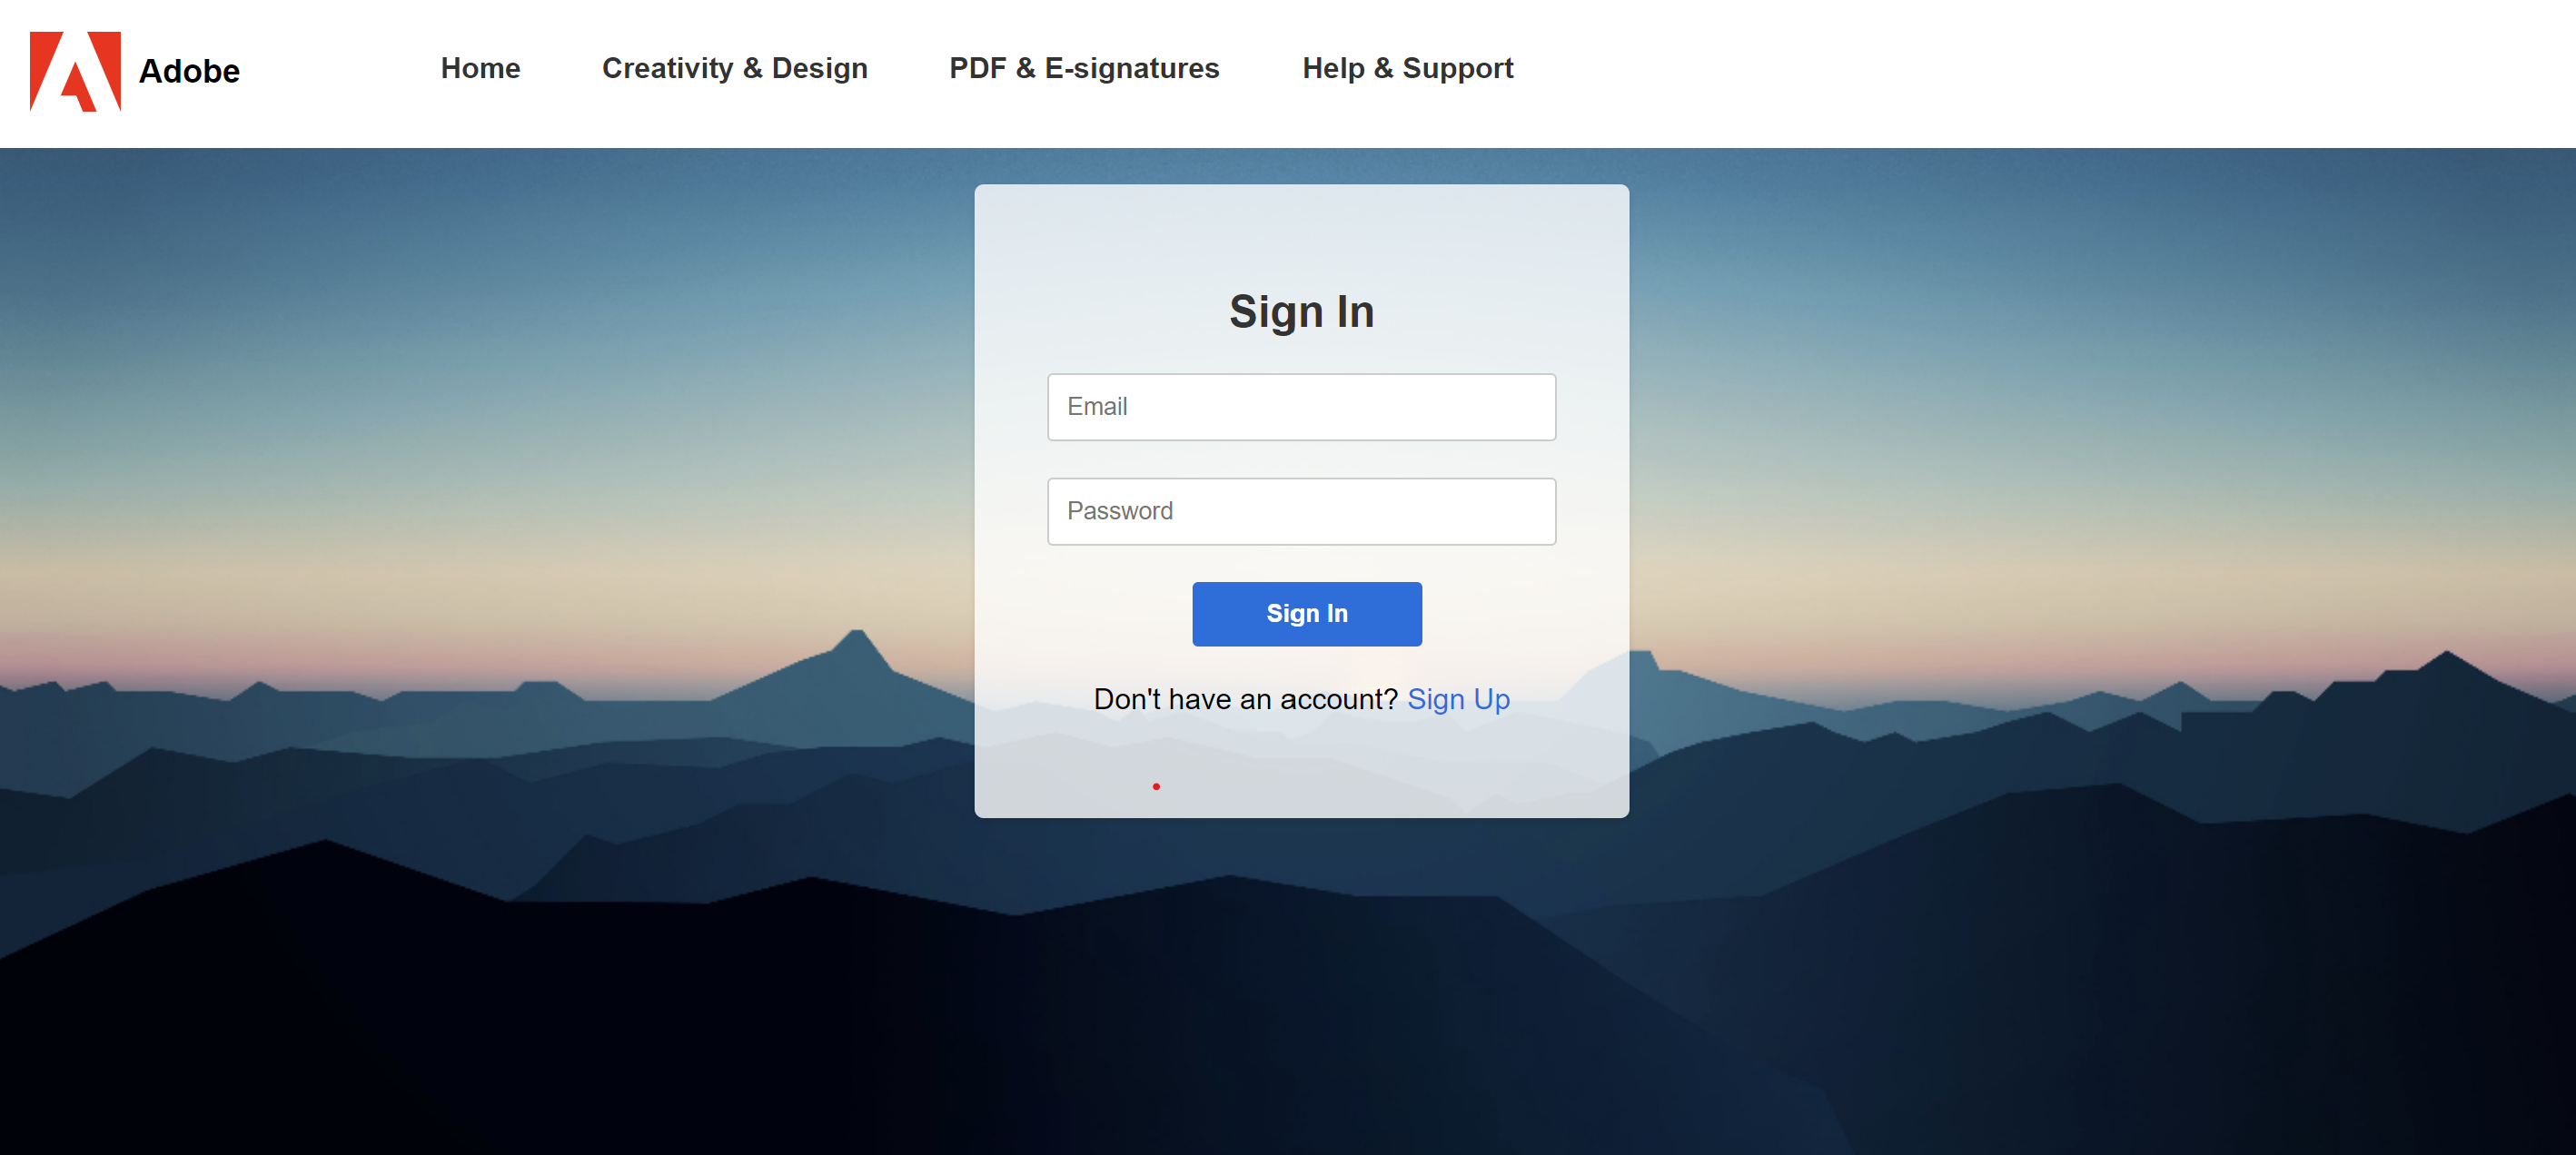 Adobe
Home Creativity & Design PDF & E-signatures Help & Support
Sign In
Email
Password
Sign In
Don't have an account? Sign Up